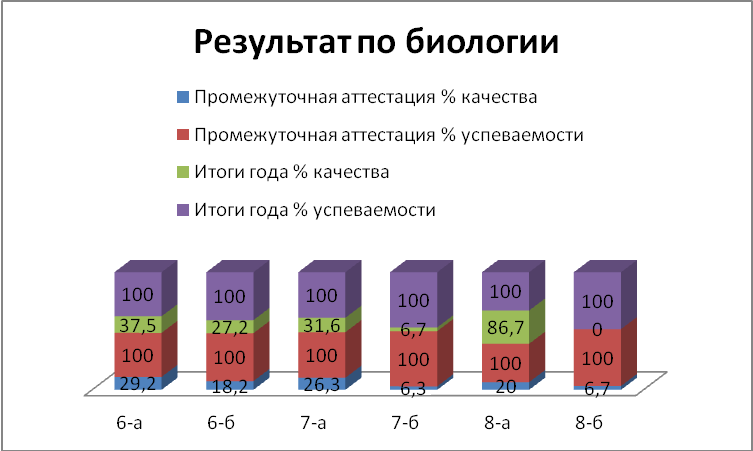 Результат по биологии
Промежуточная аттестация % качества
Промежуточная аттестация % успеваемости
Итоги года % качества
Итоги года % успеваемости
100 100 100 100 100 100
37,5 27,2 31,6 6,7 86,7 0
100 100 100 100 100 100
29,2 18,2 26,3 6,3 20 6,7
6-а 6-б 7-а 7-б 8-а 8-б